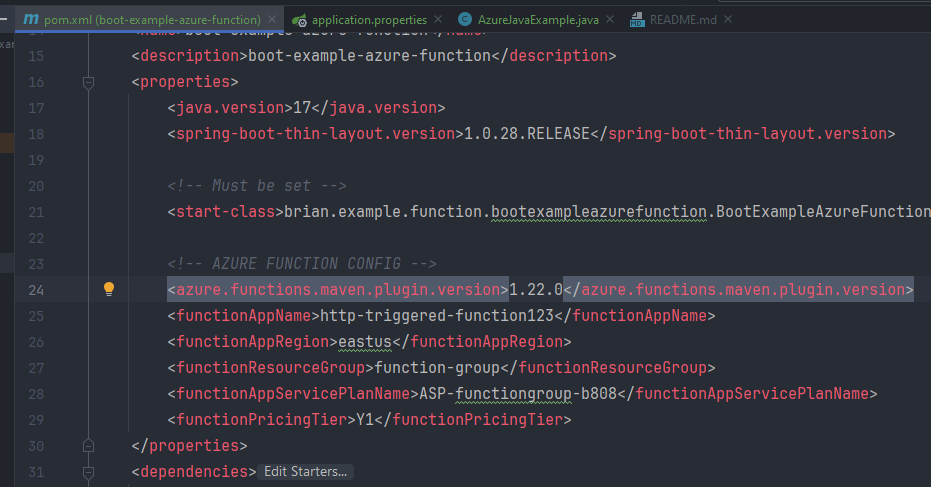 pom.xml (boot-example-azure-function) application.properties AzureJavaExample.java README.md
15 <description>boot-example-azure-function</description>
16 <properties>
17 <java.version>17</java.version>
18 <spring-boot-thin-layout.version>1.0.28.RELEASE</spring-boot-thin-layout.version>
19
20 <!-- Must be set -->
21 <start-class>brian.example.function.bootexampleazurefunction.BootExampleAzureFunction
22
23 <!-- AZURE FUNCTION CONFIG -->
24 <azure.functions.maven.plugin.version>1.22.0</azure.functions.maven.plugin.version>
25 <functionAppName>http-triggered-function123</functionAppName>
26 <functionAppRegion>eastus</functionAppRegion>
27 <functionResourceGroup>function-group</functionResourceGroup>
28 <functionAppServicePlanName>ASP-functiongroup-b808</functionAppServicePlanName>
29 <functionPricingTier>Y1</functionPricingTier>
30 </properties>
31 <dependencies> Edit Starters...